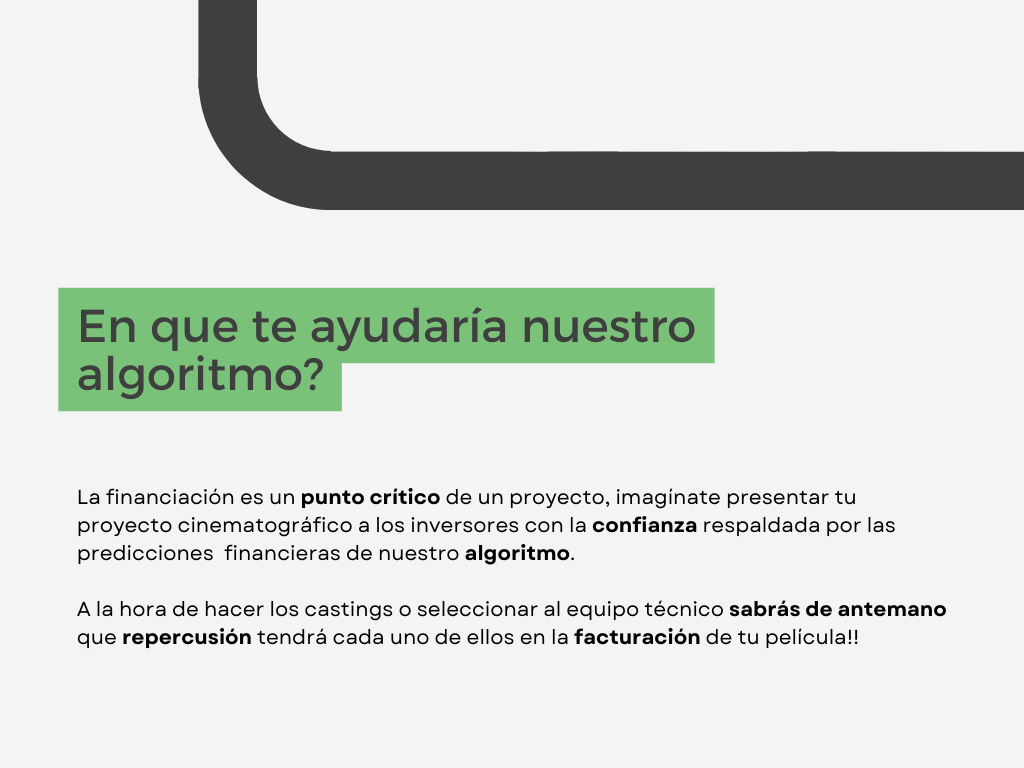 En que te ayudaría nuestro
algoritmo?
La financiación es un punto crítico de un proyecto, imagínate presentar tu
proyecto cinematográfico a los inversores con la confianza respaldada por las
predicciones  financieras de nuestro algoritmo.
A la hora de hacer los castings o seleccionar al equipo técnico sabrás de antemano
que repercusión tendrá cada uno de ellos en la facturación de tu película!!